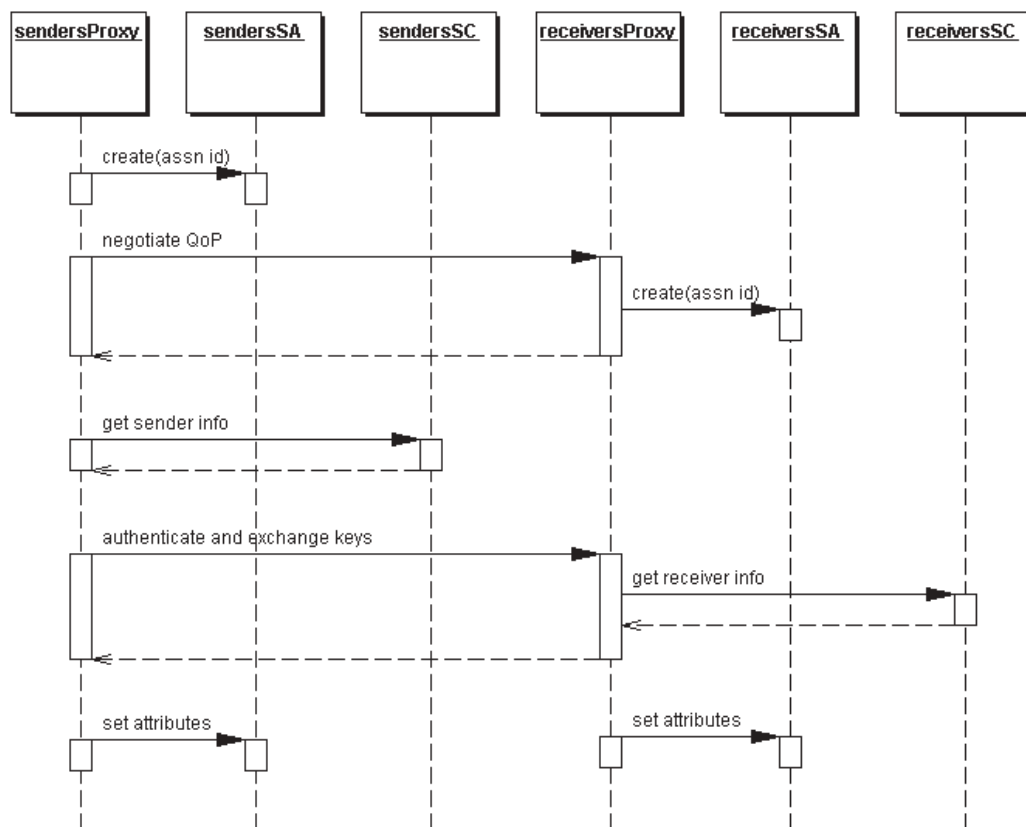 sendersProxy
sendersSA
sendersSC
receiversProxy
receiversSA
receiversSC
create(assn id)
negotiate QoP
create(assn id)
get sender info
authenticate and exchange keys
get receiver info
set attributes
set attributes